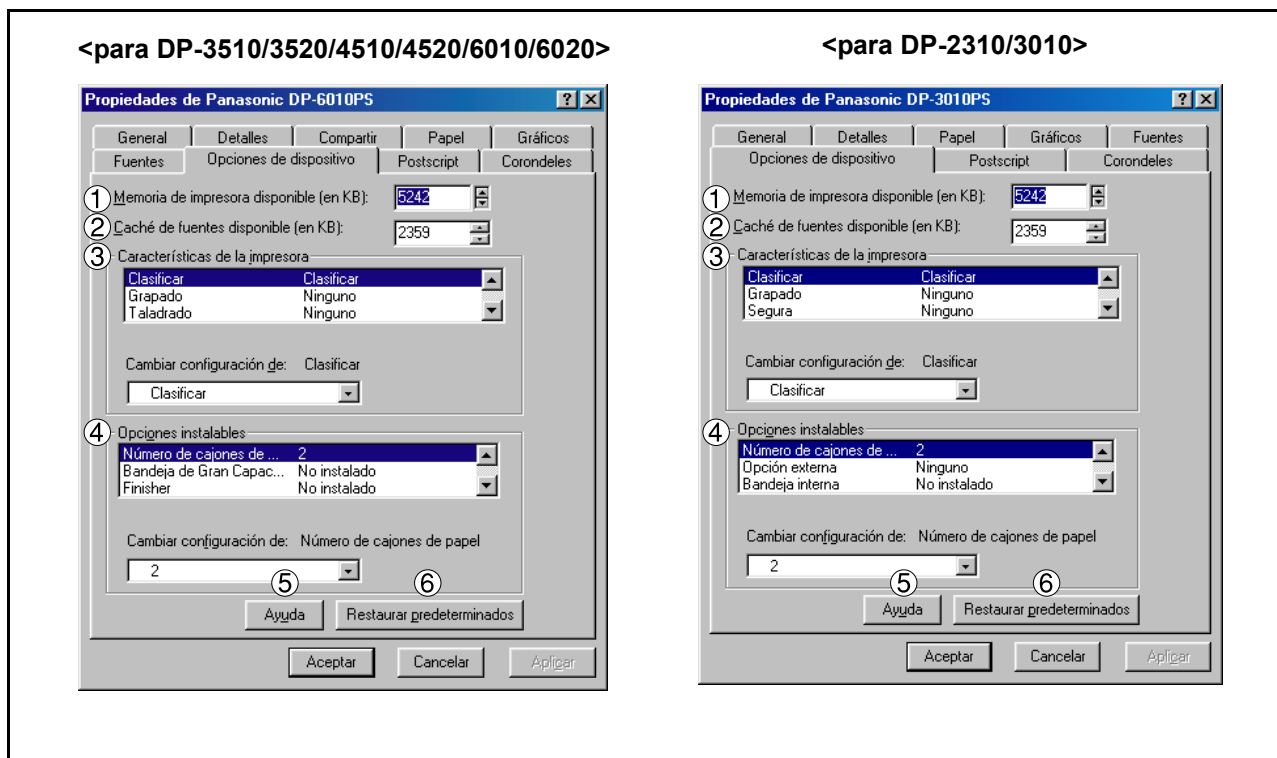 <para DP-3510/3520/4510/4520/6010/6020>
Propiedades de Panasonic DP-6010PS
General Detalles Compartir Papel Gráficos
Fuentes Opciones de dispositivo Postscript Corondeles
① Memoria de impresora disponible (en KB): 5242
② Caché de fuentes disponible (en KB): 2359
③ Características de la impresora
Clasificar Clasificar
Grapado Ninguno
Taladrado Ninguno
Cambiar configuración de: Clasificar
Clasificar
④ Opciones instalables
Número de cajones de ... 2
Bandeja de Gran Capac... No instalado
Finisher No instalado
Cambiar configuración de: Número de cajones de papel
2
⑤ ⑥
Ayuda Restaurar predeterminados
Aceptar Cancelar Aplicar
<para DP-2310/3010>
Propiedades de Panasonic DP-3010PS
General Detalles Papel Gráficos Fuentes
Opciones de dispositivo Postscript Corondeles
① Memoria de impresora disponible (en KB): 5242
② Caché de fuentes disponible (en KB): 2359
③ Características de la impresora
Clasificar Clasificar
Grapado Ninguno
Segura Ninguno
Cambiar configuración de: Clasificar
Clasificar
④ Opciones instalables
Número de cajones de ... 2
Opción externa Ninguno
Bandeja interna No instalado
Cambiar configuración de: Número de cajones de papel
2
⑤ ⑥
Ayuda Restaurar predeterminados
Aceptar Cancelar Aplicar